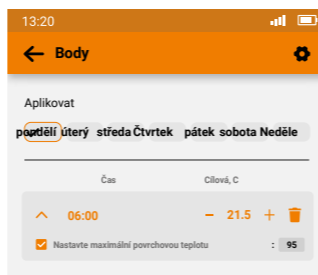 13:20
Body
Aplikovat
pondělí úterý středa Čtvrtek pátek sobota Neděle
Čas Cílová, C
06:00 − 21.5 +
Nastavte maximální povrchovou teplotu : 95